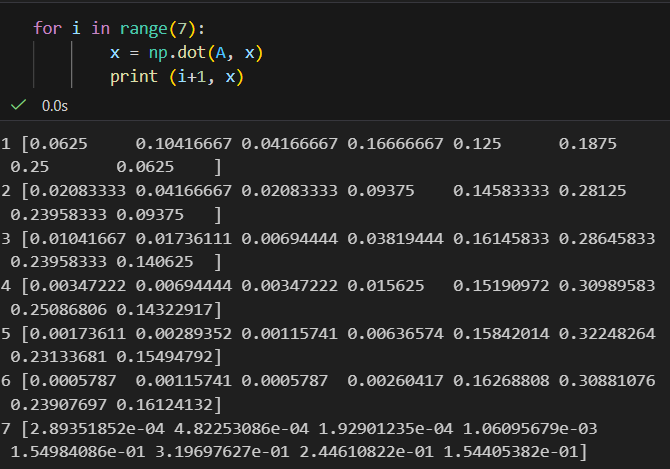 for i in range(7):
x = np.dot(A, x)
print (i+1, x)
0.0s
1 [0.0625     0.10416667 0.04166667 0.16666667 0.125      0.1875
0.25       0.0625    ]
2 [0.02083333 0.04166667 0.02083333 0.09375    0.14583333 0.28125
0.23958333 0.09375   ]
3 [0.01041667 0.01736111 0.00694444 0.03819444 0.16145833 0.28645833
0.23958333 0.140625  ]
4 [0.00347222 0.00694444 0.00347222 0.015625   0.15190972 0.30989583
0.25086806 0.14322917]
5 [0.00173611 0.00289352 0.00115741 0.00636574 0.15842014 0.32248264
0.23133681 0.15494792]
6 [0.0005787  0.00115741 0.0005787  0.00260417 0.16268808 0.30881076
0.23907697 0.16124132]
7 [2.89351852e-04 4.82253086e-04 1.92901235e-04 1.06095679e-03
1.54984086e-01 3.19697627e-01 2.44610822e-01 1.54405382e-01]